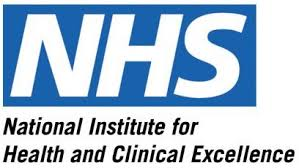 NHS
National Institute for
Health and Clinical Excellence